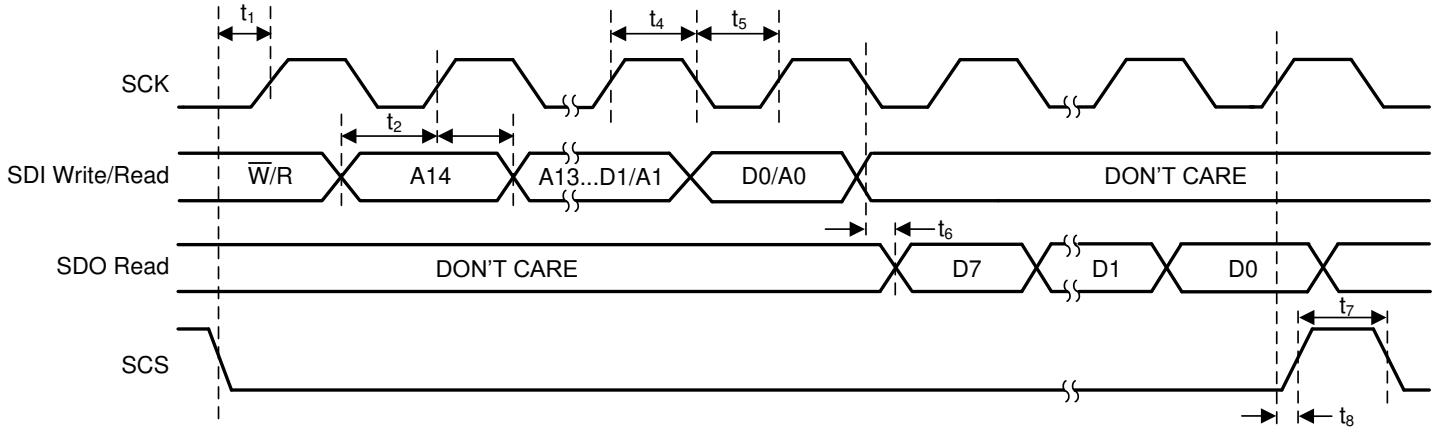 t1 t4 t5
SCK
t2
SDI Write/Read W̅/R A14 A13...D1/A1 D0/A0 DON'T CARE
t6
SDO Read DON'T CARE D7 D1 D0
t7
SCS
t8